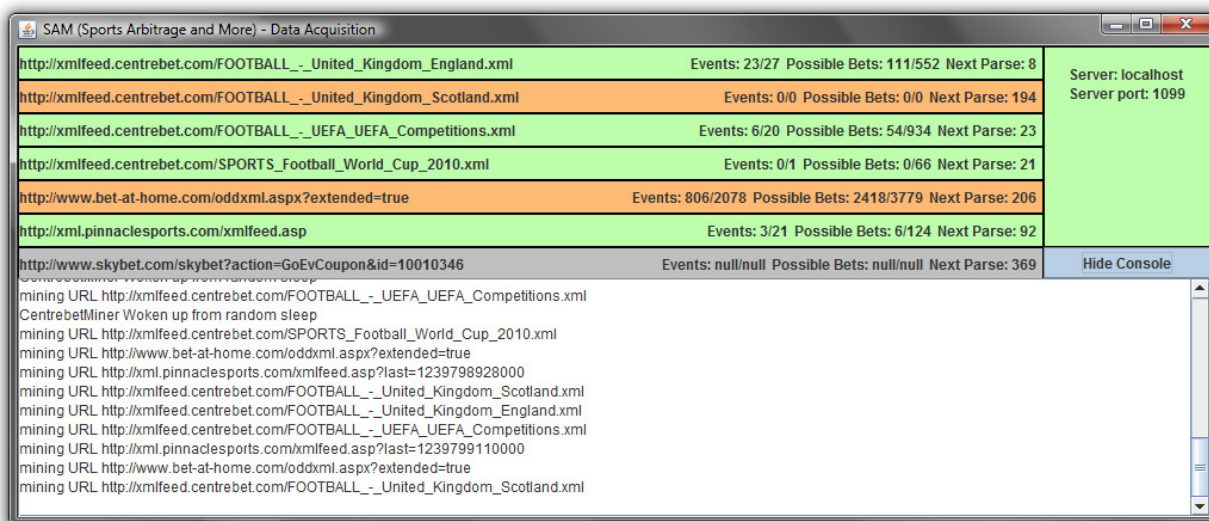 SAM (Sports Arbitrage and More) - Data Acquisition
http://xmlfeed.centrebet.com/FOOTBALL_-_United_Kingdom_England.xml Events: 23/27 Possible Bets: 111/552 Next Parse: 8
http://xmlfeed.centrebet.com/FOOTBALL_-_United_Kingdom_Scotland.xml Events: 0/0 Possible Bets: 0/0 Next Parse: 194
http://xmlfeed.centrebet.com/FOOTBALL_-_UEFA_UEFA_Competitions.xml Events: 6/20 Possible Bets: 54/934 Next Parse: 23
http://xmlfeed.centrebet.com/SPORTS_Football_World_Cup_2010.xml Events: 0/1 Possible Bets: 0/66 Next Parse: 21
http://www.bet-at-home.com/oddxml.aspx?extended=true Events: 806/2078 Possible Bets: 2418/3779 Next Parse: 206
http://xml.pinnaclesports.com/xmlfeed.asp Events: 3/21 Possible Bets: 6/124 Next Parse: 92
http://www.skybet.com/skybet?action=GoEvCoupon&id=10010346 Events: null/null Possible Bets: null/null Next Parse: 369
Server: localhost
Server port: 1099
Hide Console
CentrebetMiner Woken up from random sleep
mining URL http://xmlfeed.centrebet.com/FOOTBALL_-_UEFA_UEFA_Competitions.xml
CentrebetMiner Woken up from random sleep
mining URL http://xmlfeed.centrebet.com/SPORTS_Football_World_Cup_2010.xml
mining URL http://www.bet-at-home.com/oddxml.aspx?extended=true
mining URL http://xml.pinnaclesports.com/xmlfeed.asp?last=1239798928000
mining URL http://xmlfeed.centrebet.com/FOOTBALL_-_United_Kingdom_Scotland.xml
mining URL http://xmlfeed.centrebet.com/FOOTBALL_-_United_Kingdom_England.xml
mining URL http://xmlfeed.centrebet.com/FOOTBALL_-_UEFA_UEFA_Competitions.xml
mining URL http://xml.pinnaclesports.com/xmlfeed.asp?last=1239799110000
mining URL http://www.bet-at-home.com/oddxml.aspx?extended=true
mining URL http://xmlfeed.centrebet.com/FOOTBALL_-_United_Kingdom_Scotland.xml